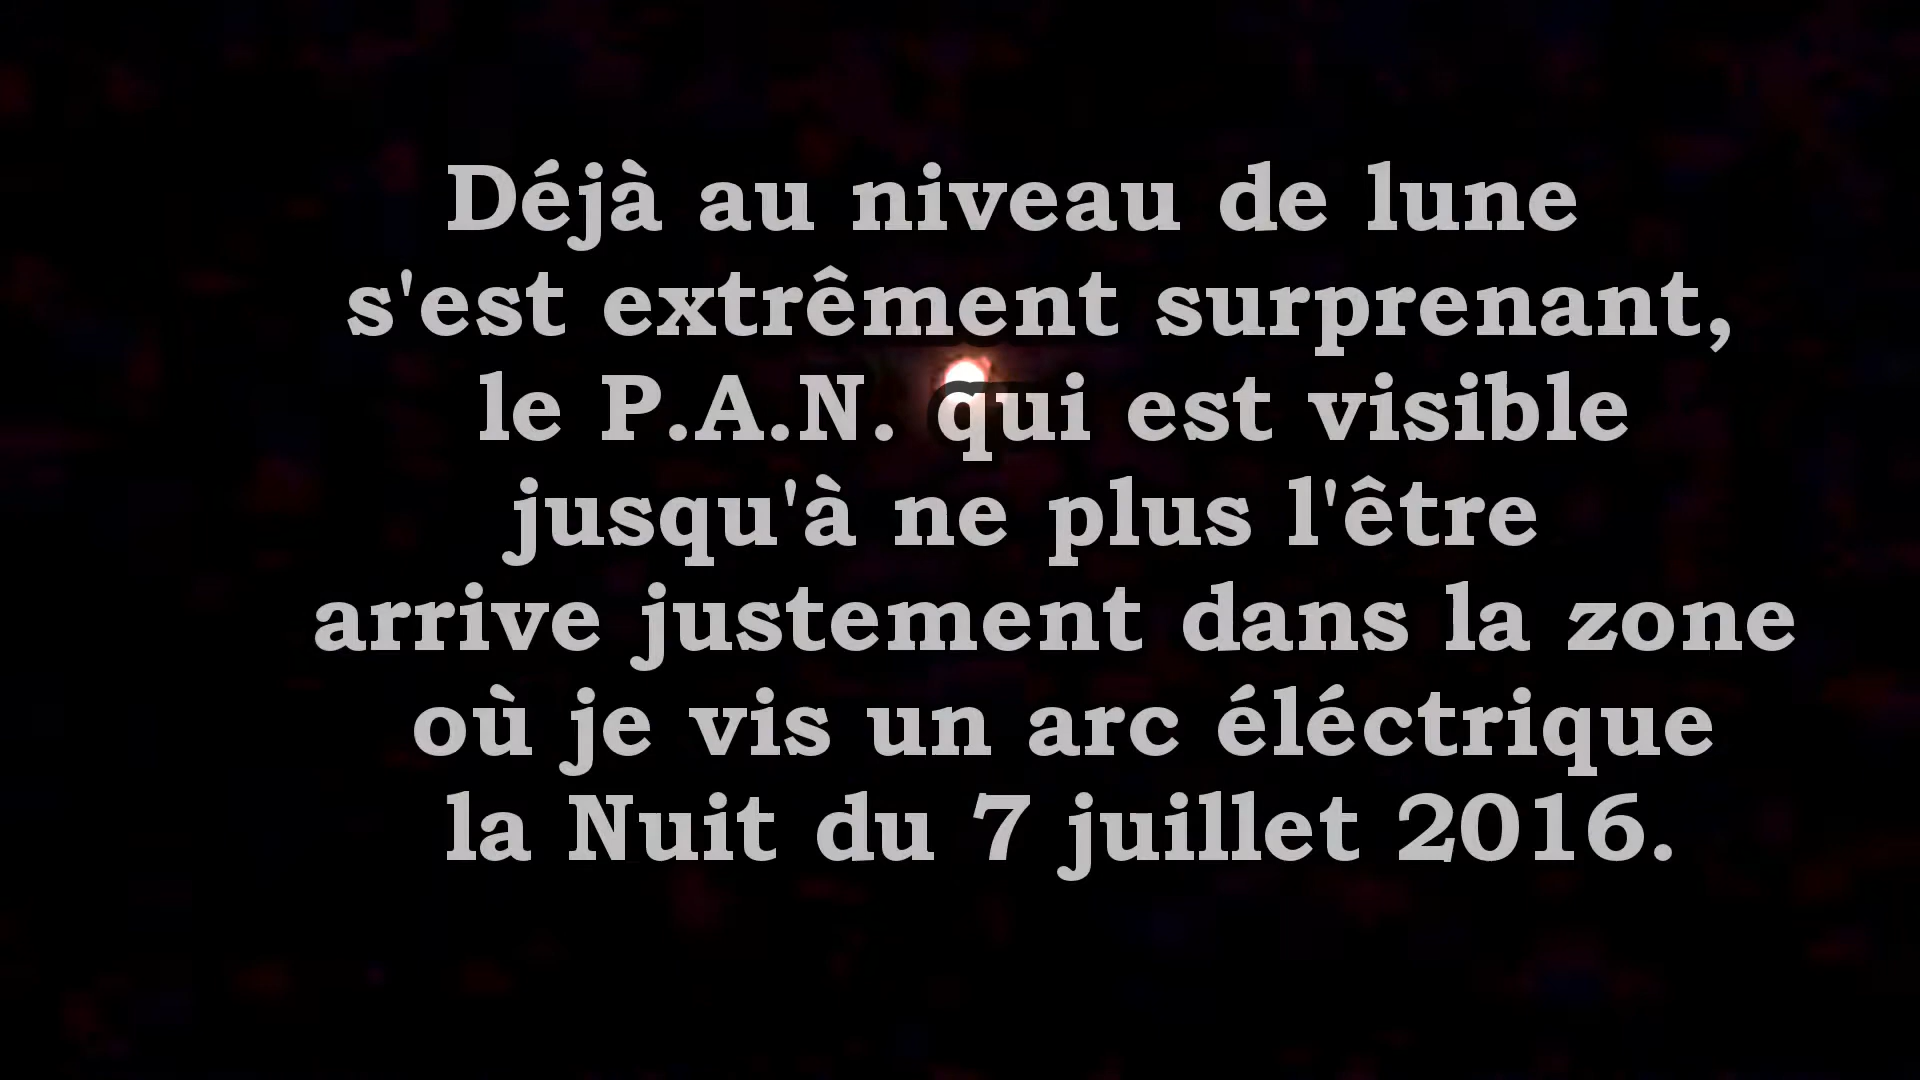 Déjà au niveau de lune
s'est extrêment surprenant,
le P.A.N. qui est visible
jusqu'à ne plus l'être
arrive justement dans la zone
où je vis un arc éléctrique
la Nuit du 7 juillet 2016.